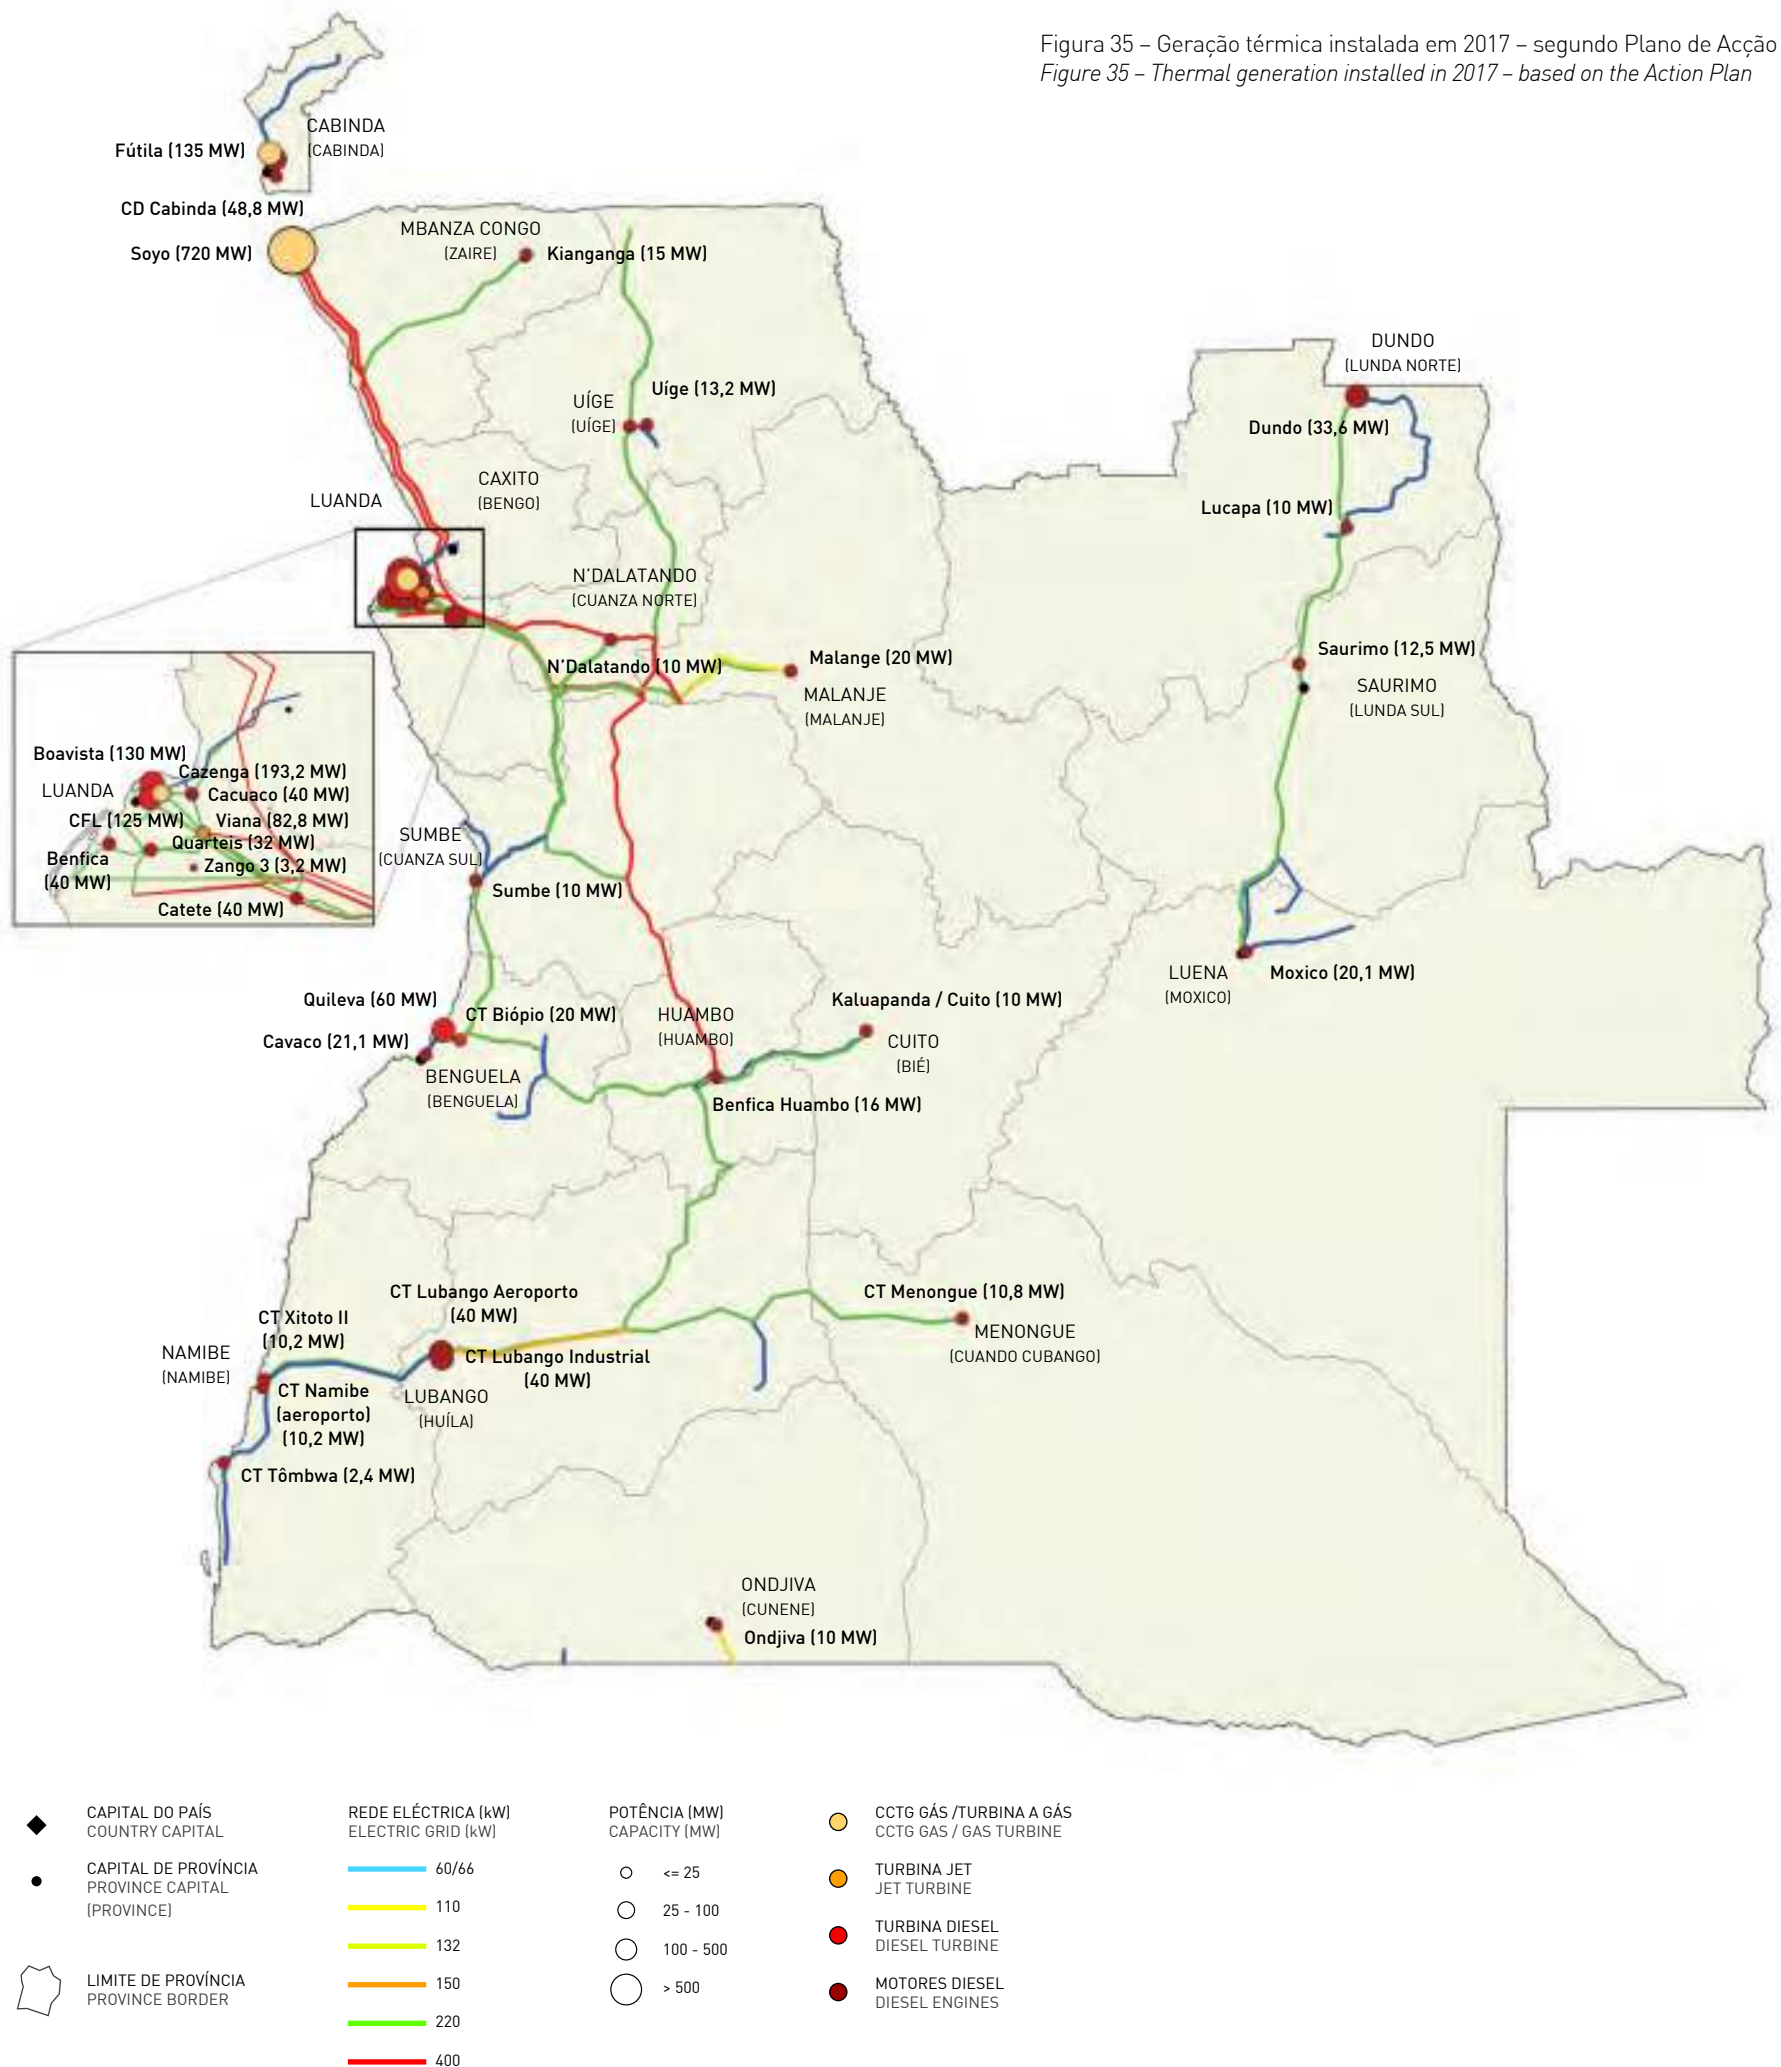 Figura 35 – Geração térmica instalada em 2017 – segundo Plano de Acção
Figure 35 – Thermal generation installed in 2017 – based on the Action Plan
CABINDA
(CABINDA)
Fútila (135 MW)
CD Cabinda (48,8 MW)
Soyo (720 MW)
MBANZA CONGO
(ZAIRE)
Kianganga (15 MW)
DUNDO
(LUNDA NORTE)
Dundo (33,6 MW)
Uíge (13,2 MW)
UÍGE
(UÍGE)
CAXITO
(BENGO)
LUANDA
Lucapa (10 MW)
N'DALATANDO
(CUANZA NORTE)
N'Dalatando (10 MW)
Malange (20 MW)
MALANJE
(MALANJE)
Saurimo (12,5 MW)
SAURIMO
(LUNDA SUL)
Boavista (130 MW)
Cazenga (193,2 MW)
LUANDA
Cacuaco (40 MW)
CFL (125 MW)
Viana (82,8 MW)
Quarteis (32 MW)
Benfica
(40 MW)
Zango 3 (3,2 MW)
Catete (40 MW)
SUMBE
(CUANZA SUL)
Sumbe (10 MW)
LUENA
(MOXICO)
Moxico (20,1 MW)
Quileva (60 MW)
CT Biópio (20 MW)
Cavaco (21,1 MW)
BENGUELA
(BENGUELA)
HUAMBO
(HUAMBO)
Kaluapanda / Cuito (10 MW)
CUITO
(BIÉ)
Benfica Huambo (16 MW)
CT Lubango Aeroporto
(40 MW)
CT Menongue (10,8 MW)
MENONGUE
(CUANDO CUBANGO)
CT Xitoto II
(10,2 MW)
NAMIBE
(NAMIBE)
CT Lubango Industrial
(40 MW)
LUBANGO
(HUÍLA)
CT Namibe
(aeroporto)
(10,2 MW)
CT Tômbwa (2,4 MW)
ONDJIVA
(CUNENE)
Ondjiva (10 MW)
CAPITAL DO PAÍS
COUNTRY CAPITAL
CAPITAL DE PROVÍNCIA
PROVINCE CAPITAL
(PROVINCE)
LIMITE DE PROVÍNCIA
PROVINCE BORDER
REDE ELÉCTRICA (kW)
ELECTRIC GRID (kW)
60/66
110
132
150
220
400
POTÊNCIA (MW)
CAPACITY (MW)
<= 25
25 - 100
100 - 500
> 500
CCTG GÁS /TURBINA A GÁS
CCTG GAS / GAS TURBINE
TURBINA JET
JET TURBINE
TURBINA DIESEL
DIESEL TURBINE
MOTORES DIESEL
DIESEL ENGINES